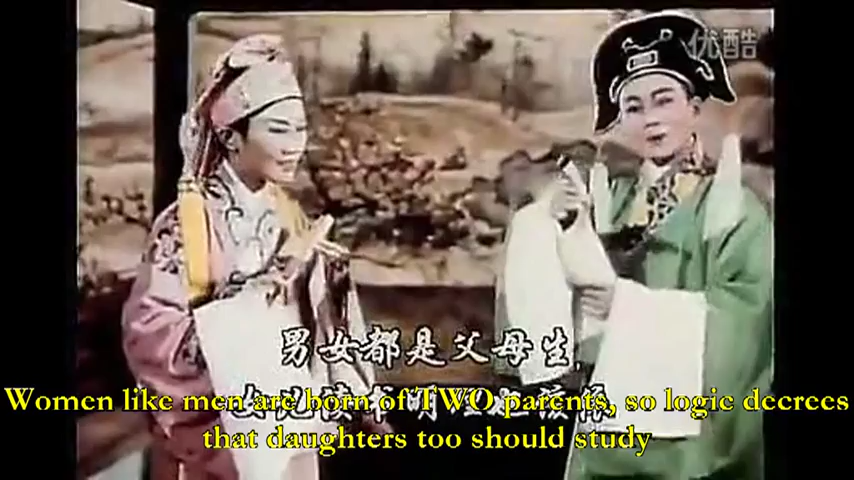 优酷
男女都是父母生
Women like men are born of TWO parents, so logic decrees
that daughters too should study